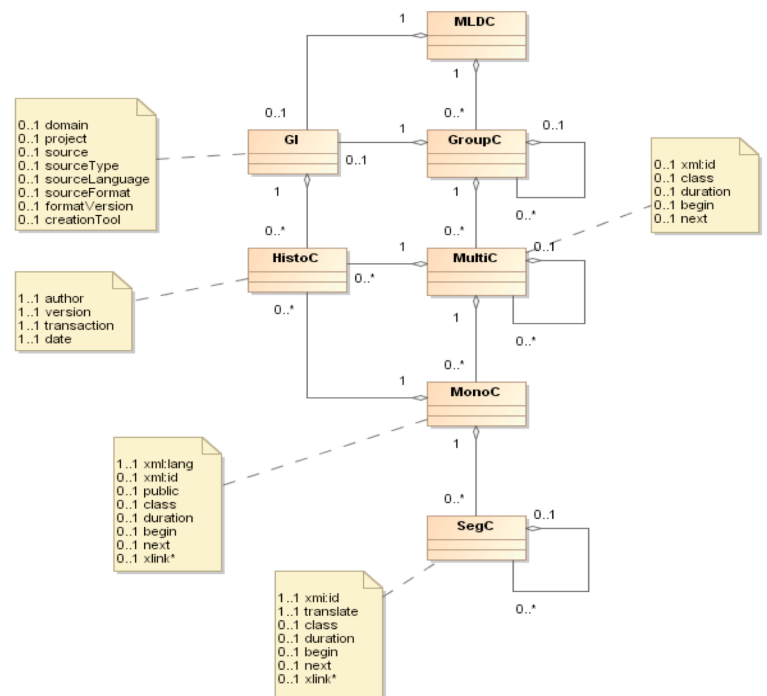 1
MLDC
1
0..1
0..*
0..1 domain
0..1 project
0..1 source
0..1 sourceType
0..1 sourceLanguage
0..1 sourceFormat
0..1 formatVersion
0..1 creationTool
GI
1
0..1
GroupC
0..1
0..1 xml:id
0..1 class
0..1 duration
0..1 begin
0..1 next
1
1
0..*
0..*
0..*
HistoC
1
0..*
MultiC
0..1
1..1 author
1..1 version
1..1 transaction
1..1 date
0..*
1
0..*
0..*
1
MonoC
1
1..1 xml:lang
0..1 xml:id
0..1 public
0..1 class
0..1 duration
0..1 begin
0..1 next
0..1 xlink*
0..*
SegC
0..1
0..*
1..1 xmi:id
1..1 translate
0..1 class
0..1 duration
0..1 begin
0..1 next
0..1 xlink*